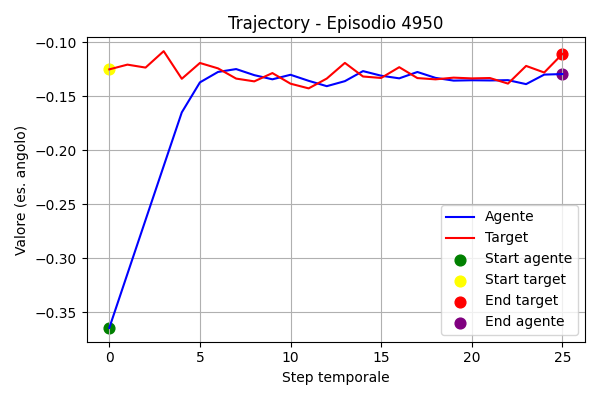 Trajectory - Episodio 4950
Valore (es. angolo)
−0.10
−0.15
−0.20
−0.25
−0.30
−0.35
0
5
10
15
20
25
Step temporale
Agente
Target
Start agente
Start target
End target
End agente